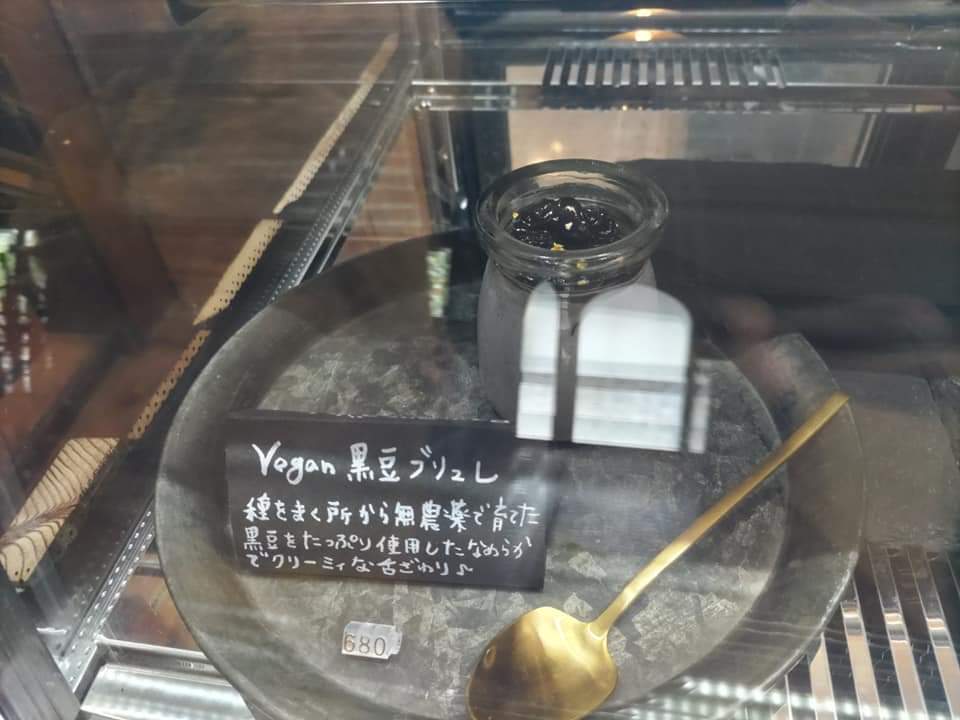 Vegan 黒豆ブリュレ
種をまく所から無農薬で育てた
黒豆をたっぷり使用したなめらか
でクリーミィな舌ざわり♪
680